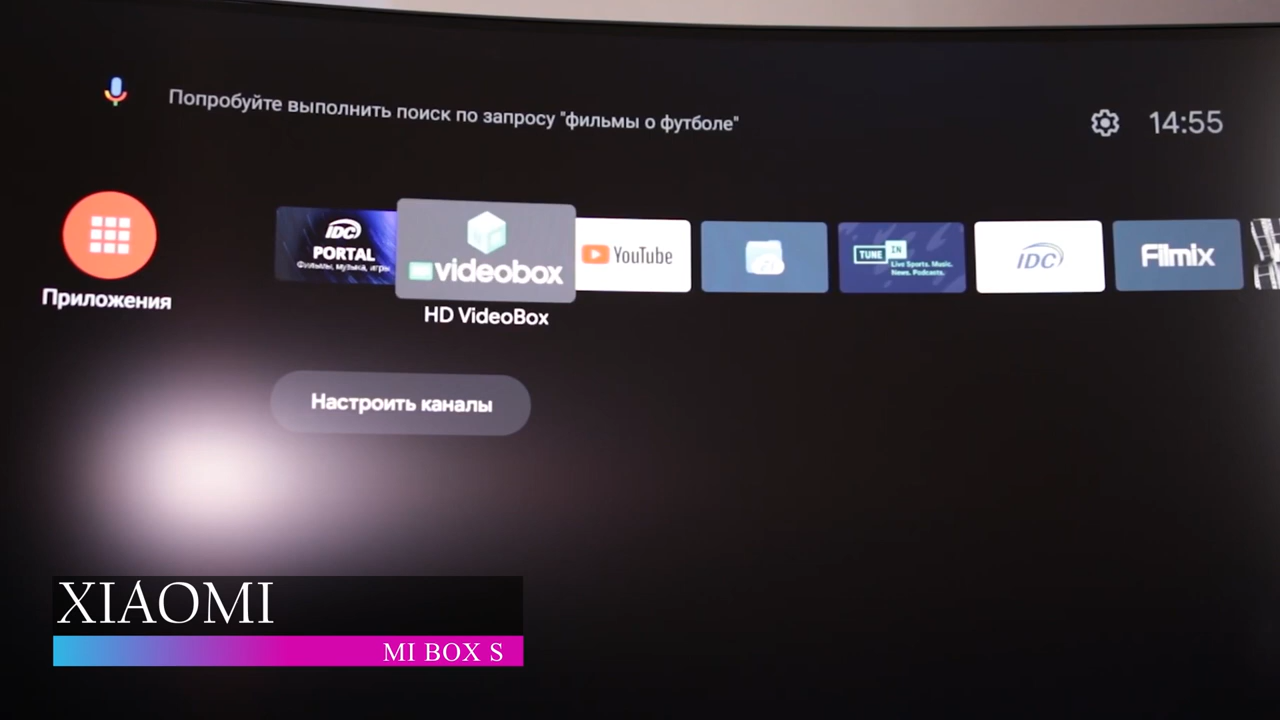 Попробуйте выполнить поиск по запросу "фильмы о футболе"
14:55
Приложения
IDC
PORTAL
Фильмы, музыка, игры
videobox
HD VideoBox
YouTube
TUNE IN
Live Sports. Music.
News. Podcasts.
IDC
Filmix
Настроить каналы
XIAOMI
MI BOX S